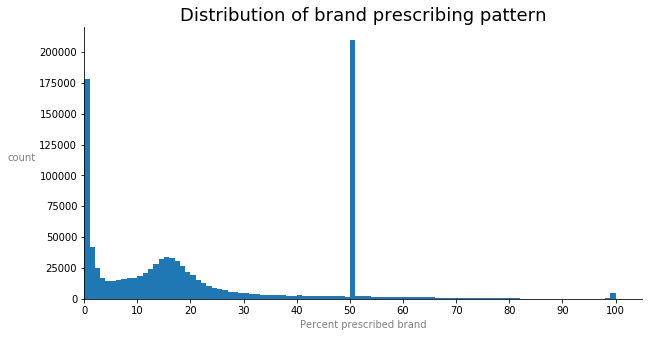 Distribution of brand prescribing pattern
200000
175000
150000
125000
count
100000
75000
50000
25000
0
0 10 20 30 40 50 60 70 80 90 100
Percent prescribed brand